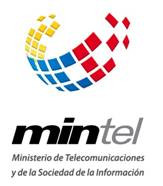 mintel
Ministerio de Telecomunicaciones
y de la Sociedad de la Información